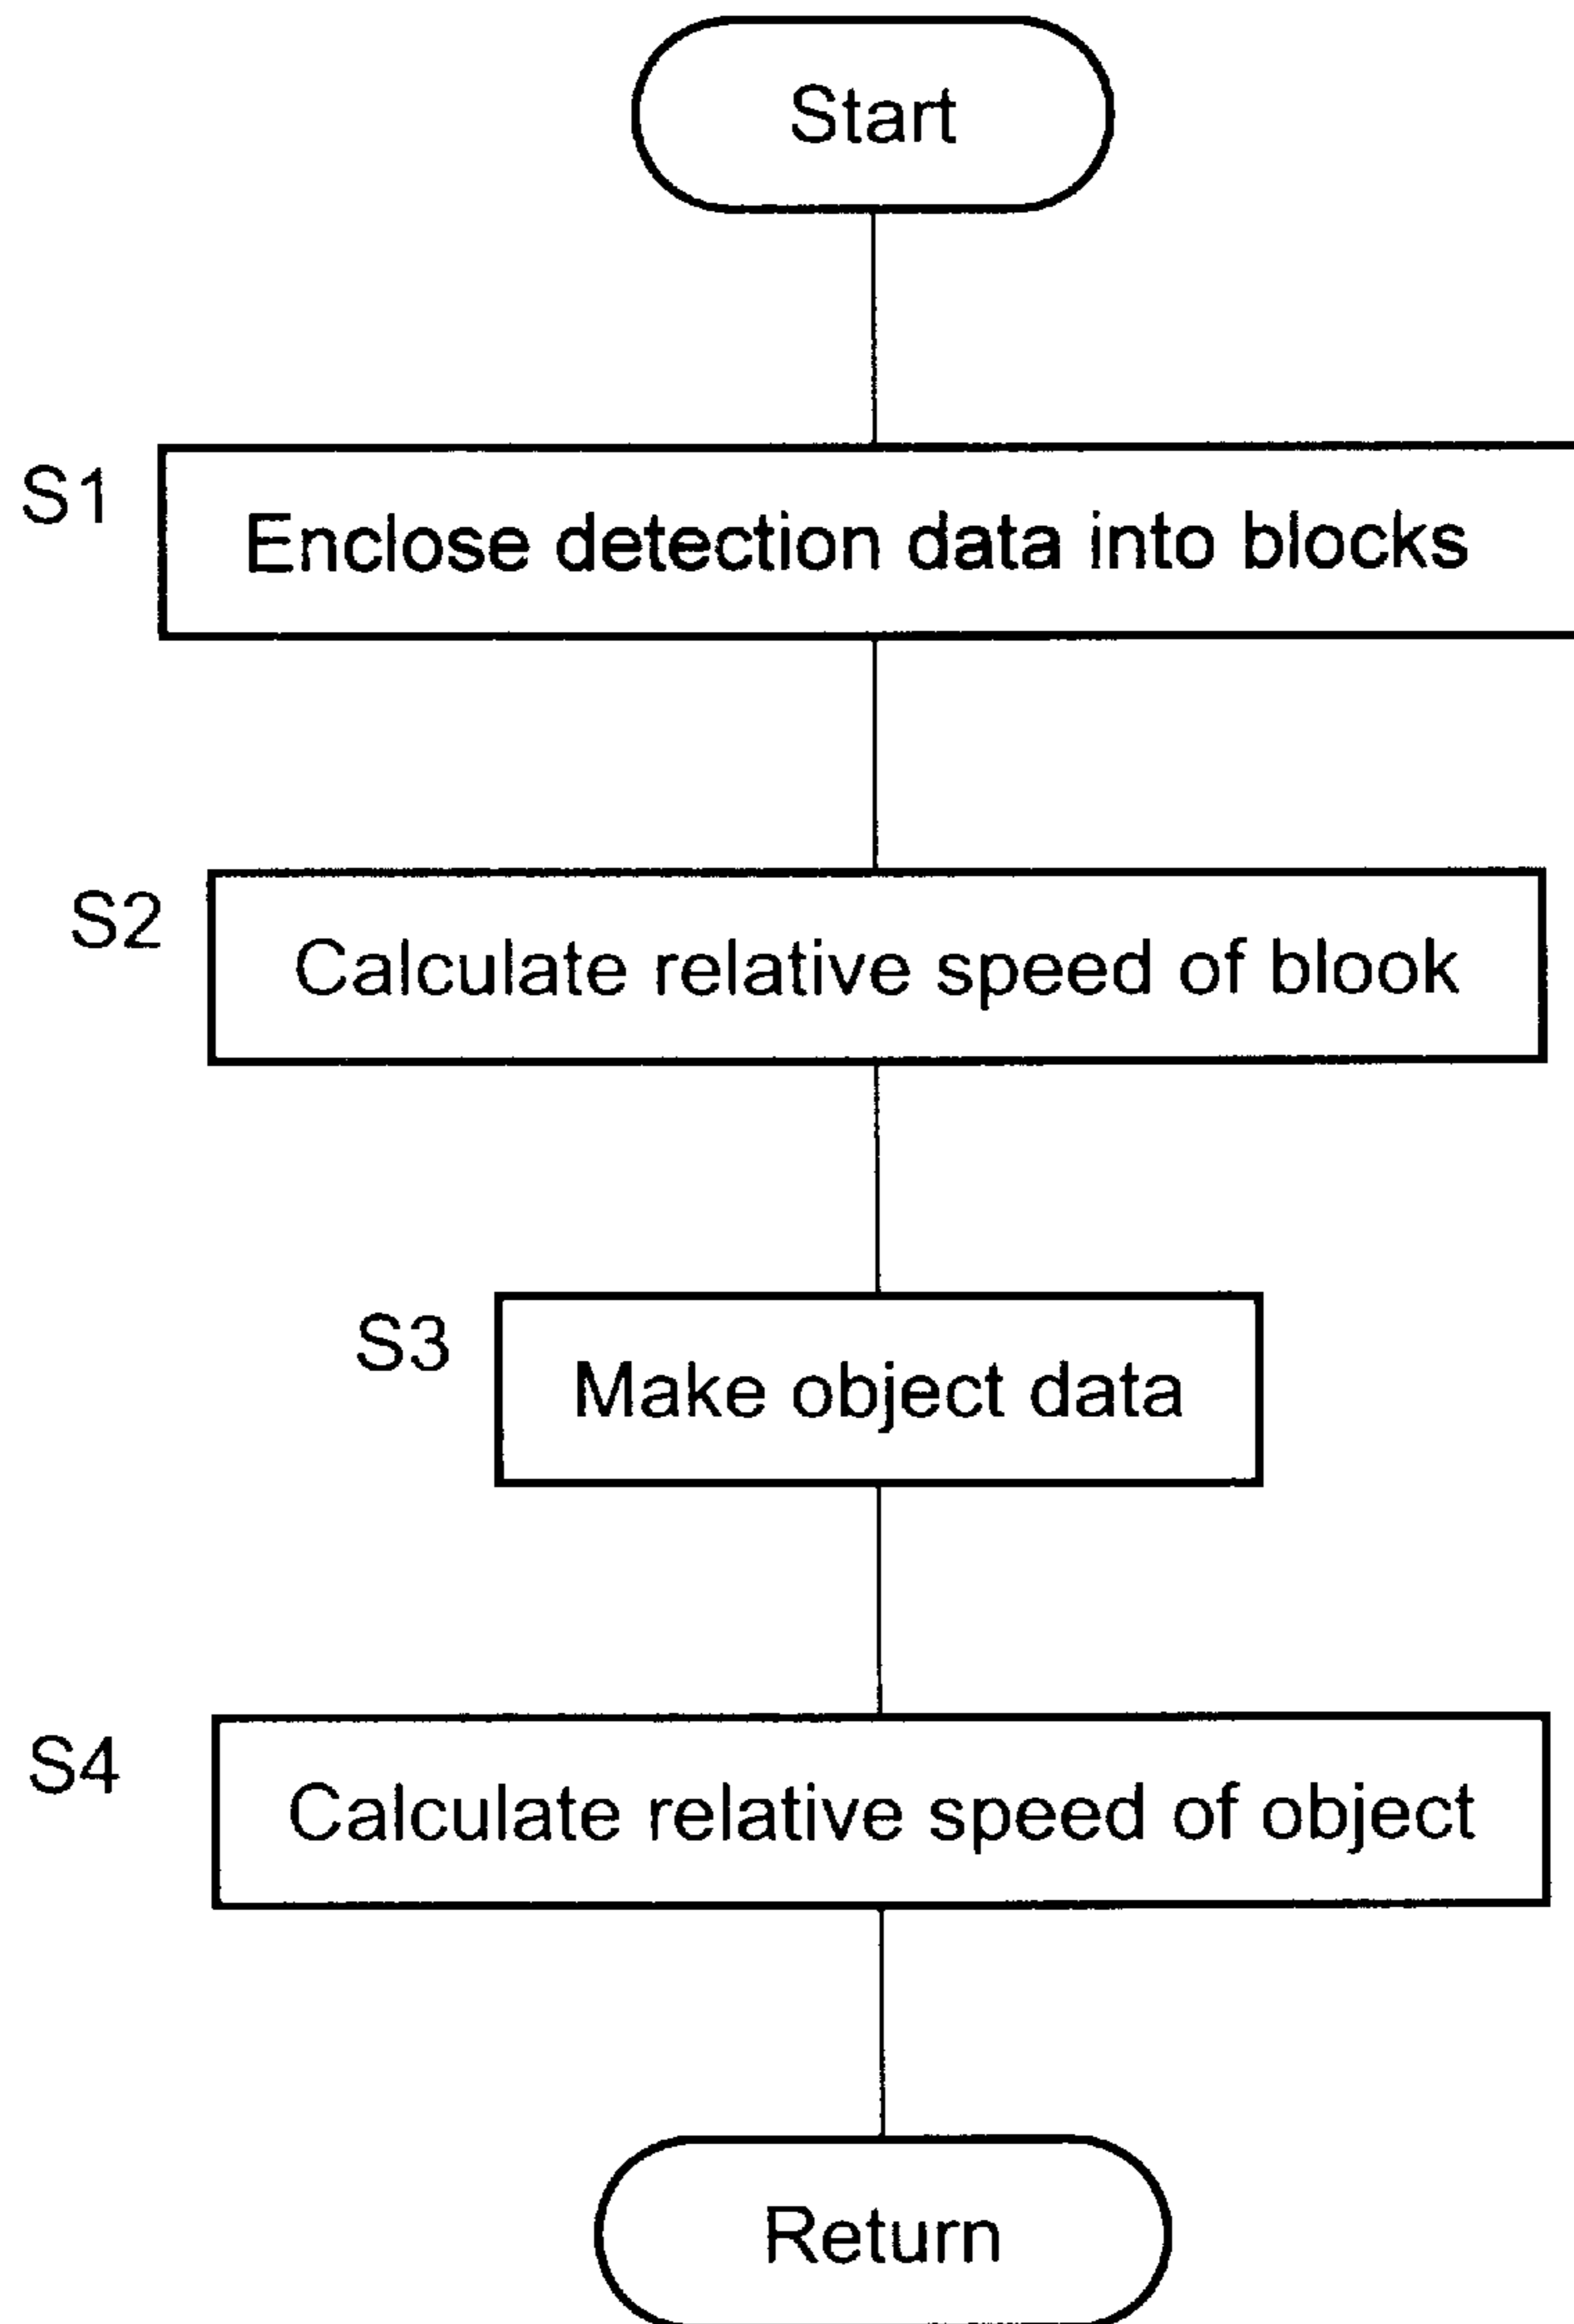 Start
S1
Enclose detection data into blocks
S2
Calculate relative speed of blook
S3
Make object data
S4
Calculate relative speed of object
Return